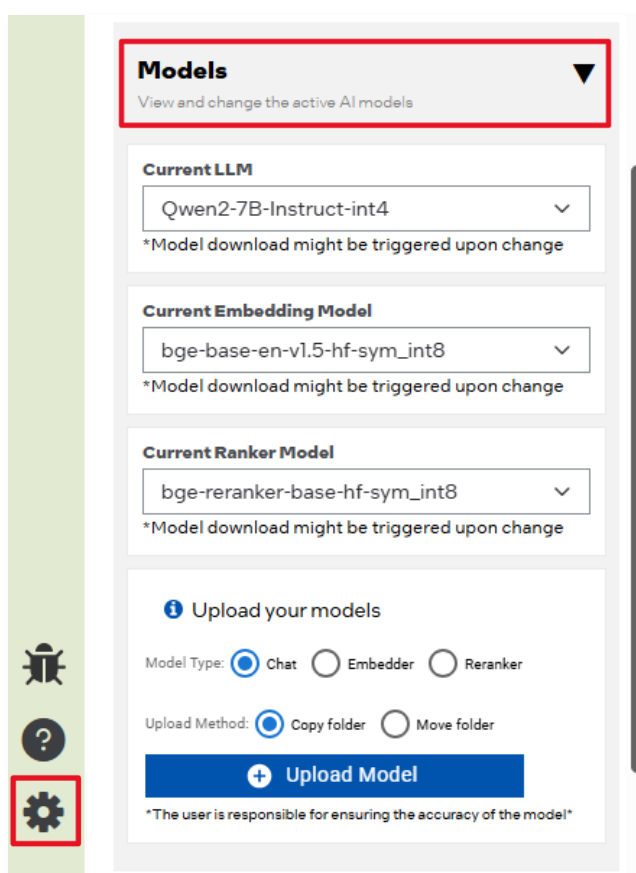 Models
View and change the active AI models
Current LLM
Qwen2-7B-Instruct-int4
*Model download might be triggered upon change
Current Embedding Model
bge-base-en-v1.5-hf-sym_int8
*Model download might be triggered upon change
Current Ranker Model
bge-reranker-base-hf-sym_int8
*Model download might be triggered upon change
Upload your models
Model Type: Chat Embedder Reranker
Upload Method: Copy folder Move folder
Upload Model
*The user is responsible for ensuring the accuracy of the model*